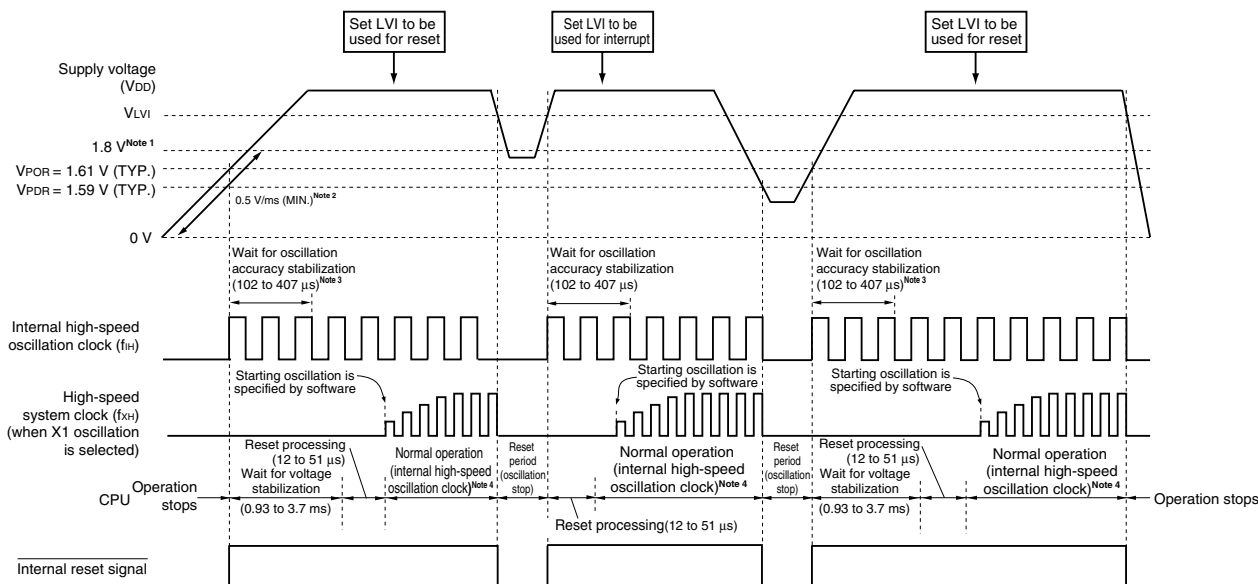 Set LVI to be
used for reset
Set LVI to be
used for interrupt
Set LVI to be
used for reset
Supply voltage
(VDD)
VLVI
1.8 V Note 1
VPOR = 1.61 V (TYP.)
VPDR = 1.59 V (TYP.)
0.5 V/ms (MIN.) Note 2
0 V
Wait for oscillation
accuracy stabilization
(102 to 407 μs) Note 3
Wait for oscillation
accuracy stabilization
(102 to 407 μs)
Wait for oscillation
accuracy stabilization
(102 to 407 μs) Note 3
Internal high-speed
oscillation clock (fIH)
Starting oscillation is
specified by software
Starting oscillation is
specified by software
Starting oscillation is
specified by software
High-speed
system clock (fXH)
(when X1 oscillation
is selected)
Reset processing
(12 to 51 μs)
Wait for voltage
stabilization
(0.93 to 3.7 ms)
Normal operation
(internal high-speed
oscillation clock) Note 4
Reset
period
(oscillation
stop)
Normal operation
(internal high-speed
oscillation clock) Note 4
Reset processing (12 to 51 μs)
Reset
period
(oscillation
stop)
Reset processing
(12 to 51 μs)
Wait for voltage
stabilization
(0.93 to 3.7 ms)
Normal operation
(internal high-speed
oscillation clock) Note 4
CPU
Operation
stops
Operation stops
Internal reset signal